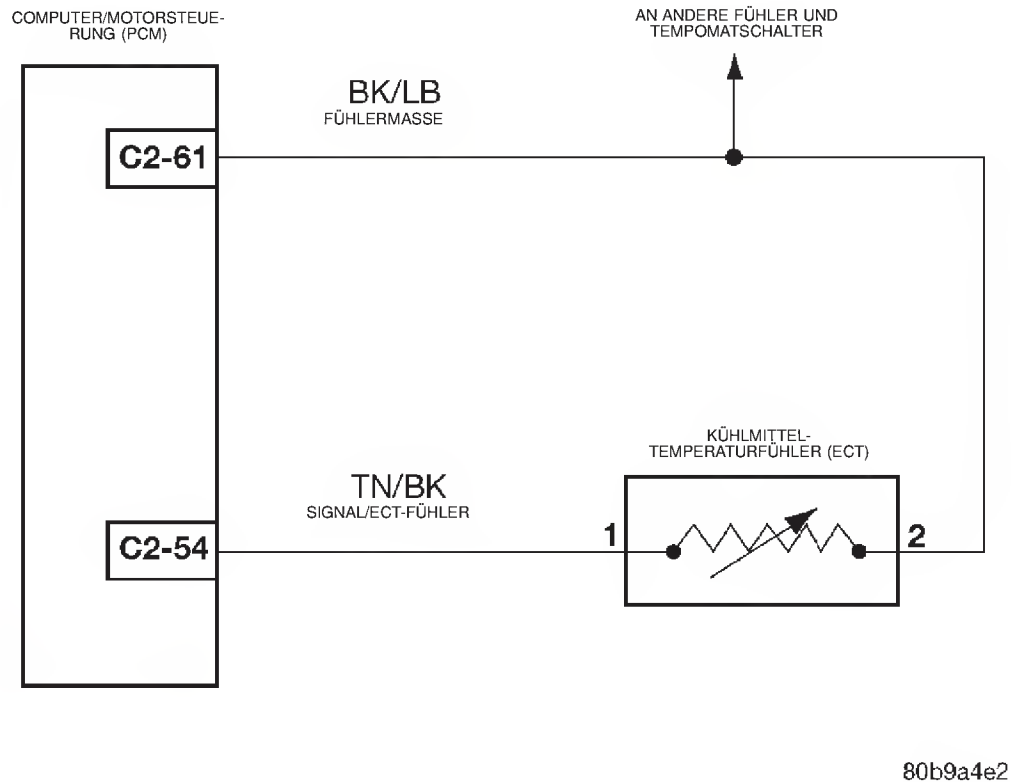 COMPUTER/MOTORSTEUE-
RUNG (PCM)
AN ANDERE FÜHLER UND
TEMPOMATSCHALTER
BK/LB
FÜHLERMASSE
C2-61
KÜHLMITTEL-
TEMPERATURFÜHLER (ECT)
TN/BK
SIGNAL/ECT-FÜHLER
C2-54
1
2
80b9a4e2